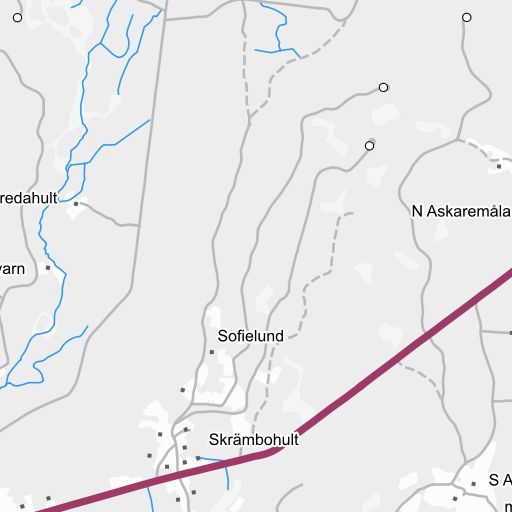 redahult
N Askaremåla
varn
Sofielund
Skrämbohult
S A
m